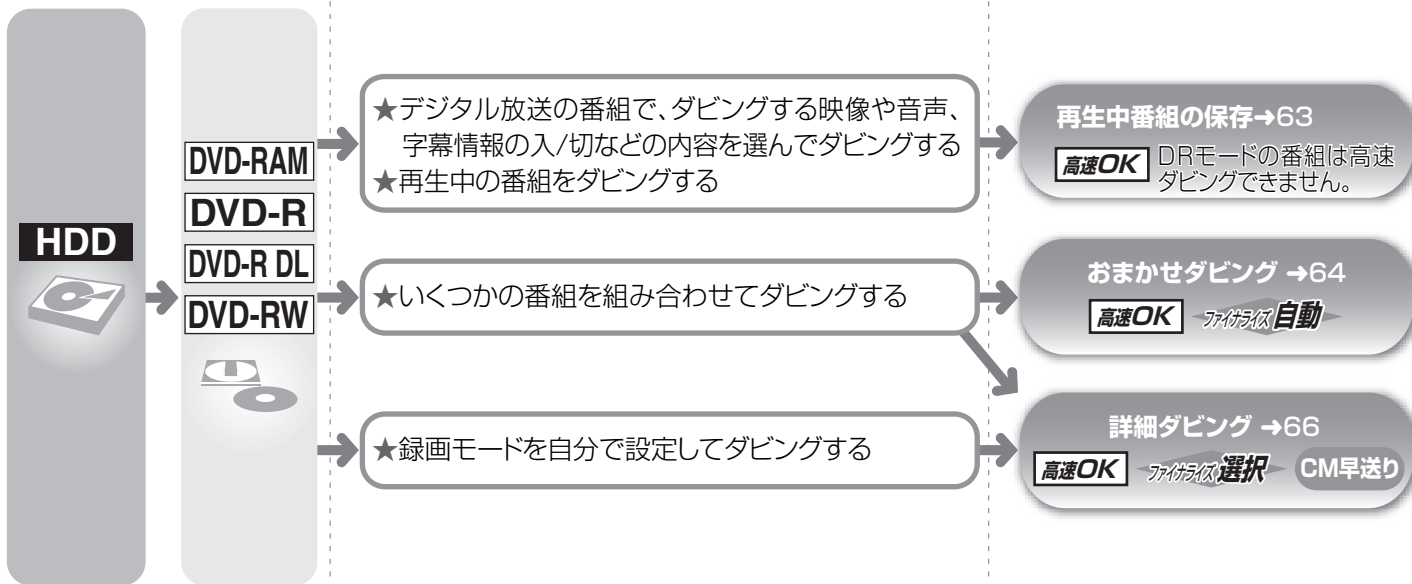 HDD
DVD-RAM
DVD-R
DVD-R DL
DVD-RW
★デジタル放送の番組で、ダビングする映像や音声、
字幕情報の入/切などの内容を選んでダビングする
★再生中の番組をダビングする
再生中番組の保存→63
高速OK DRモードの番組は高速
ダビングできません。
★いくつかの番組を組み合わせてダビングする
おまかせダビング →64
高速OK ファイナライズ自動
★録画モードを自分で設定してダビングする
詳細ダビング →66
高速OK ファイナライズ選択 CM早送り